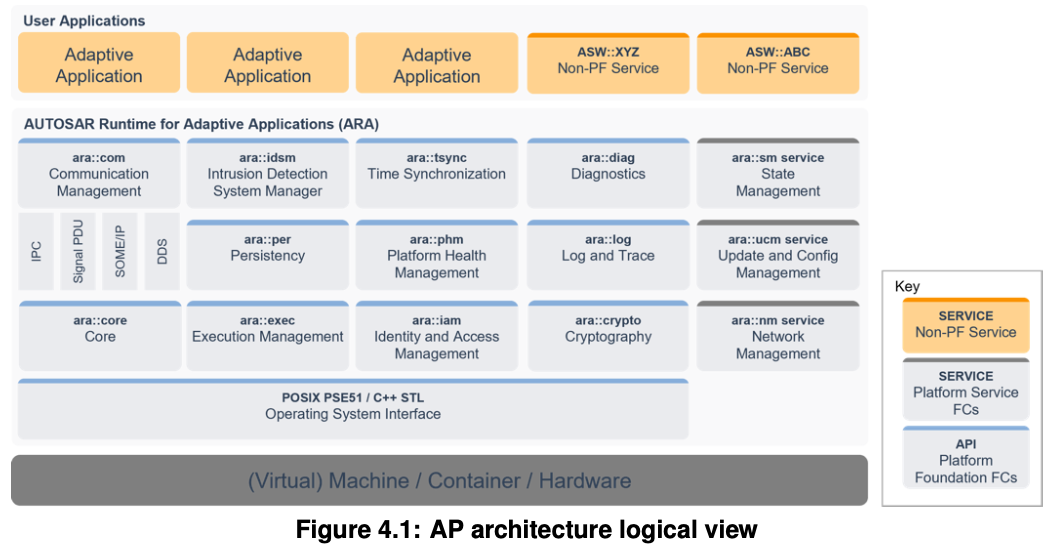 User Applications
Adaptive
Application
Adaptive
Application
Adaptive
Application
ASW::XYZ
Non-PF Service
ASW::ABC
Non-PF Service
AUTOSAR Runtime for Adaptive Applications (ARA)
ara::com
Communication
Management
ara::idsm
Intrusion Detection
System Manager
ara::tsync
Time Synchronization
ara::diag
Diagnostics
ara::sm service
State
Management
IPC
Signal PDU
SOME/IP
DDS
ara::per
Persistency
ara::phm
Platform Health
Management
ara::log
Log and Trace
ara::ucm service
Update and Config
Management
ara::core
Core
ara::exec
Execution Management
ara::iam
Identity and Access
Management
ara::crypto
Cryptography
ara::nm service
Network
Management
POSIX PSE51 / C++ STL
Operating System Interface
(Virtual) Machine / Container / Hardware
Key
SERVICE
Non-PF Service
SERVICE
Platform Service
FCs
API
Platform
Foundation FCs
Figure 4.1: AP architecture logical view